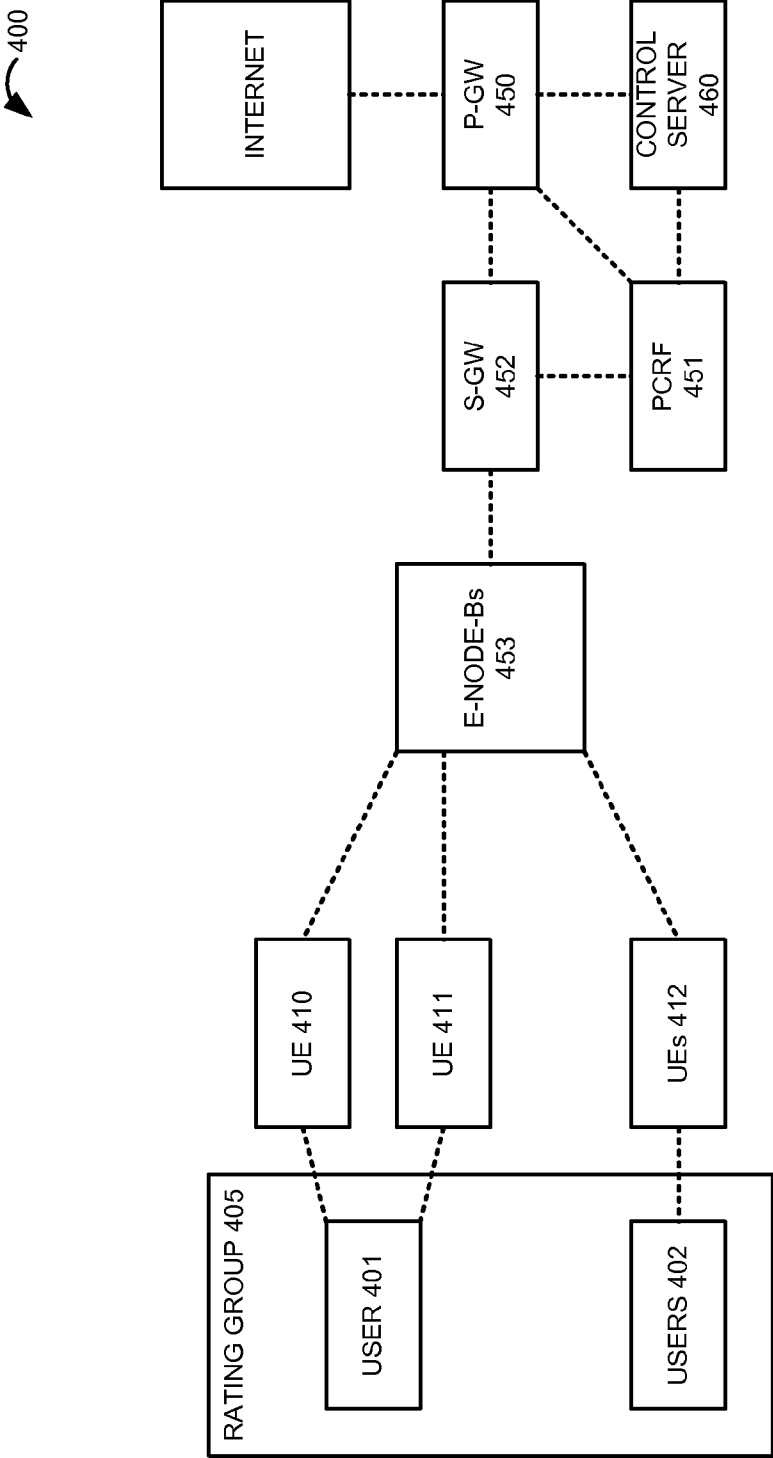 400
RATING GROUP 405
USER 401
USERS 402
UE 410
UE 411
UEs 412
E-NODE-Bs
453
S-GW
452
PCRF
451
INTERNET
P-GW
450
CONTROL
SERVER
460